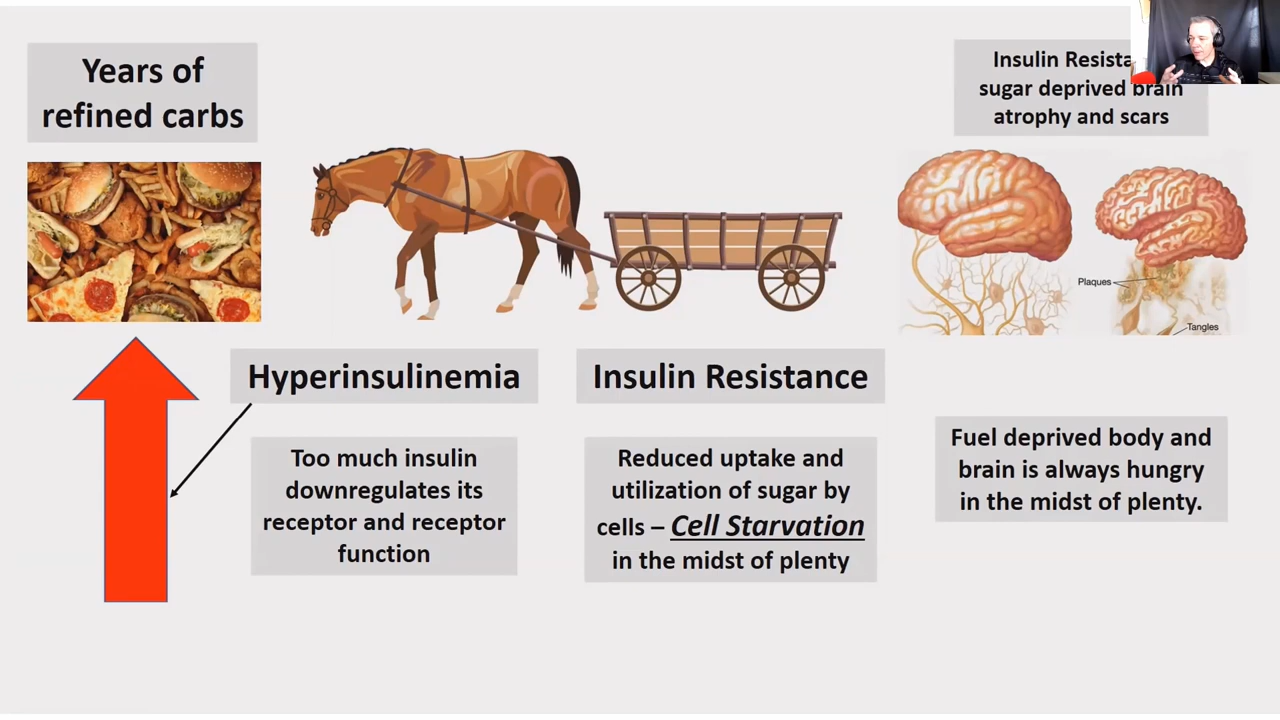 Years of
refined carbs
Insulin
sugar deprived brain
atrophy and scars
Plaques
Tangles
Hyperinsulinemia
Insulin Resistance
Too much insulin
downregulates its
receptor and receptor
function
Reduced uptake and
utilization of sugar by
cells – Cell Starvation
in the midst of plenty
Fuel deprived body and
brain is always hungry
in the midst of plenty.